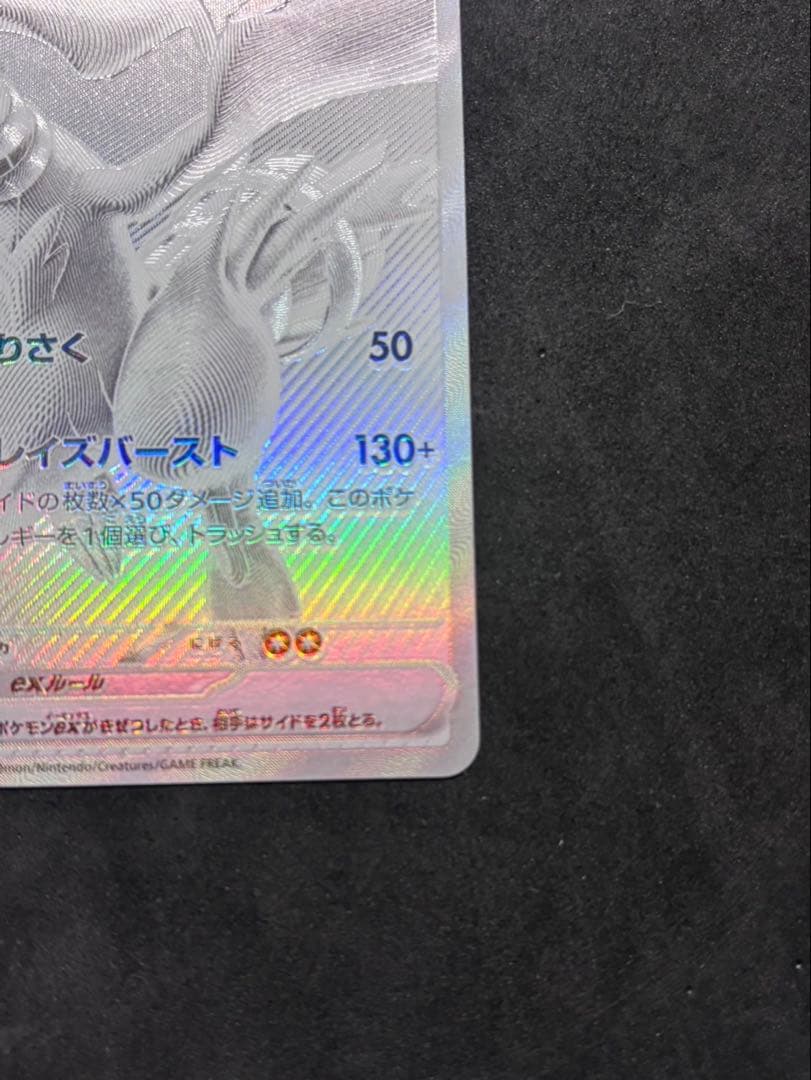 りさく 50
レイズバースト 130+
イドの枚数×50ダメージ追加。このポケ
ルギーを1個選び、トラッシュする。
にげる
exルール
ポケモンexがきぜつしたとき、相手はサイドを2枚とる。
émon/Nintendo/Creatures/GAME FREAK.